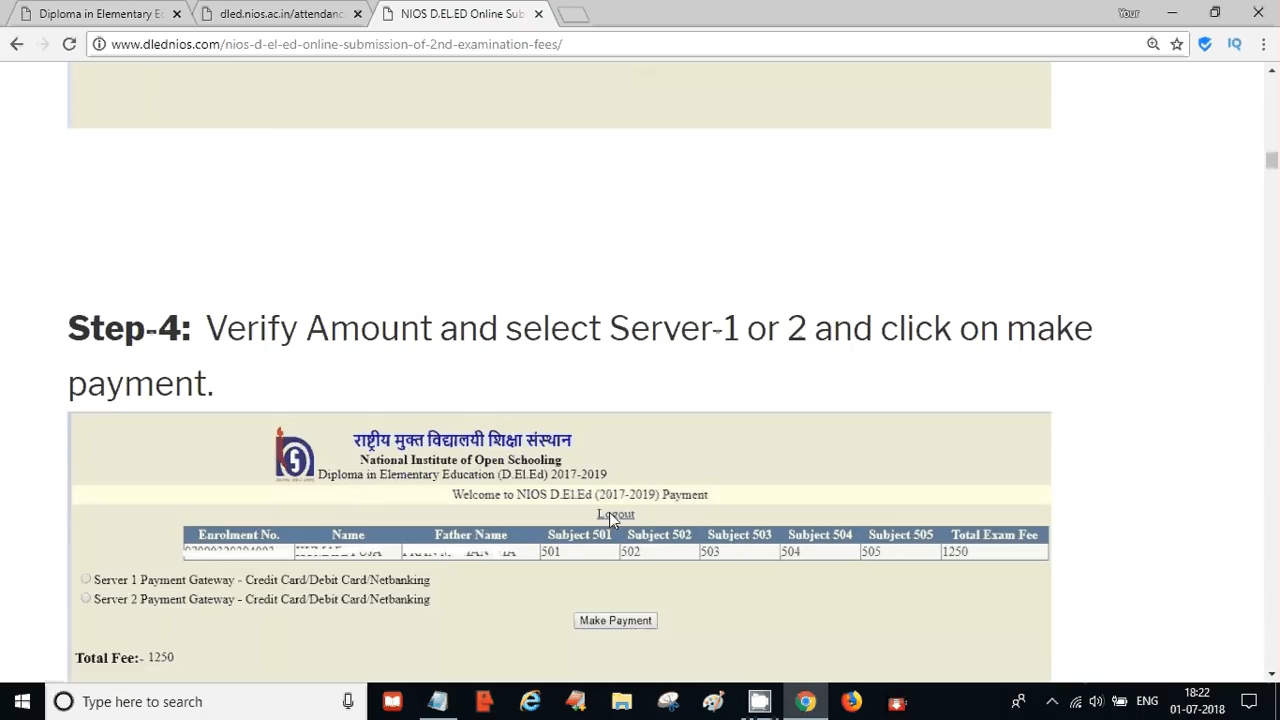 Diploma in Elementary E
dled.nios.ac.in/attendanc
NIOS D.EL.ED Online Sub
Your
www.dlednios.com/nios-d-el-ed-online-submission-of-2nd-examination-fees/
IQ
Step-4: Verify Amount and select Server-1 or 2 and click on make
payment.
राष्ट्रीय मुक्त विद्यालयी शिक्षा संस्थान
National Institute of Open Schooling
Diploma in Elementary Education (D.El.Ed) 2017-2019
Welcome to NIOS D.El.Ed (2017-2019) Payment
Logout
Enrolment No. Name Father Name Subject 501 Subject 502 Subject 503 Subject 504 Subject 505 Total Exam Fee
501 502 503 504 505 1250
Server 1 Payment Gateway - Credit Card/Debit Card/Netbanking
Server 2 Payment Gateway - Credit Card/Debit Card/Netbanking
Make Payment
Total Fee:- 1250
Type here to search
ENG
18:22
01-07-2018